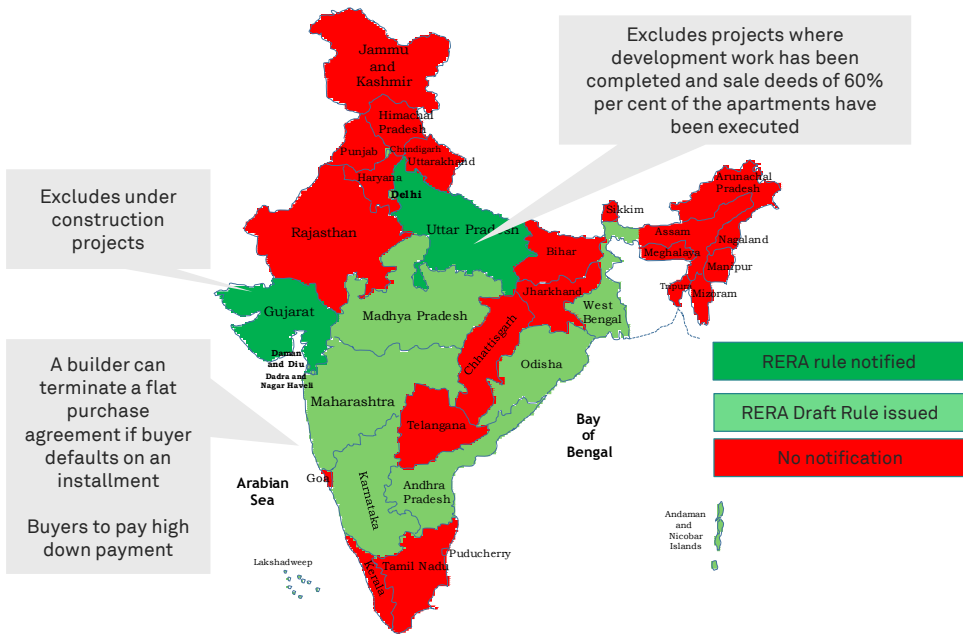 Excludes projects where
development work has been
completed and sale deeds of 60%
per cent of the apartments have
been executed
Excludes under
construction
projects
A builder can
terminate a flat
purchase
agreement if buyer
defaults on an
installment
Buyers to pay high
down payment
Jammu
and
Kashmir
Himachal
Pradesh
Punjab
Chandigarh
Uttarakhand
Haryana
Delhi
Rajasthan
Uttar Pradesh
Bihar
Sikkim
Arunachal
Pradesh
Assam
Nagaland
Meghalaya
Manipur
Tripura
Mizoram
Gujarat
Madhya Pradesh
Jharkhand
West
Bengal
Chhattisgarh
Odisha
Daman
and Diu
Dadra and
Nagar Haveli
Maharashtra
Telangana
Goa
Karnataka
Andhra
Pradesh
Arabian
Sea
Bay
of
Bengal
Lakshadweep
Kerala
Tamil Nadu
Puducherry
Andaman
and
Nicobar
Islands
RERA rule notified
RERA Draft Rule issued
No notification